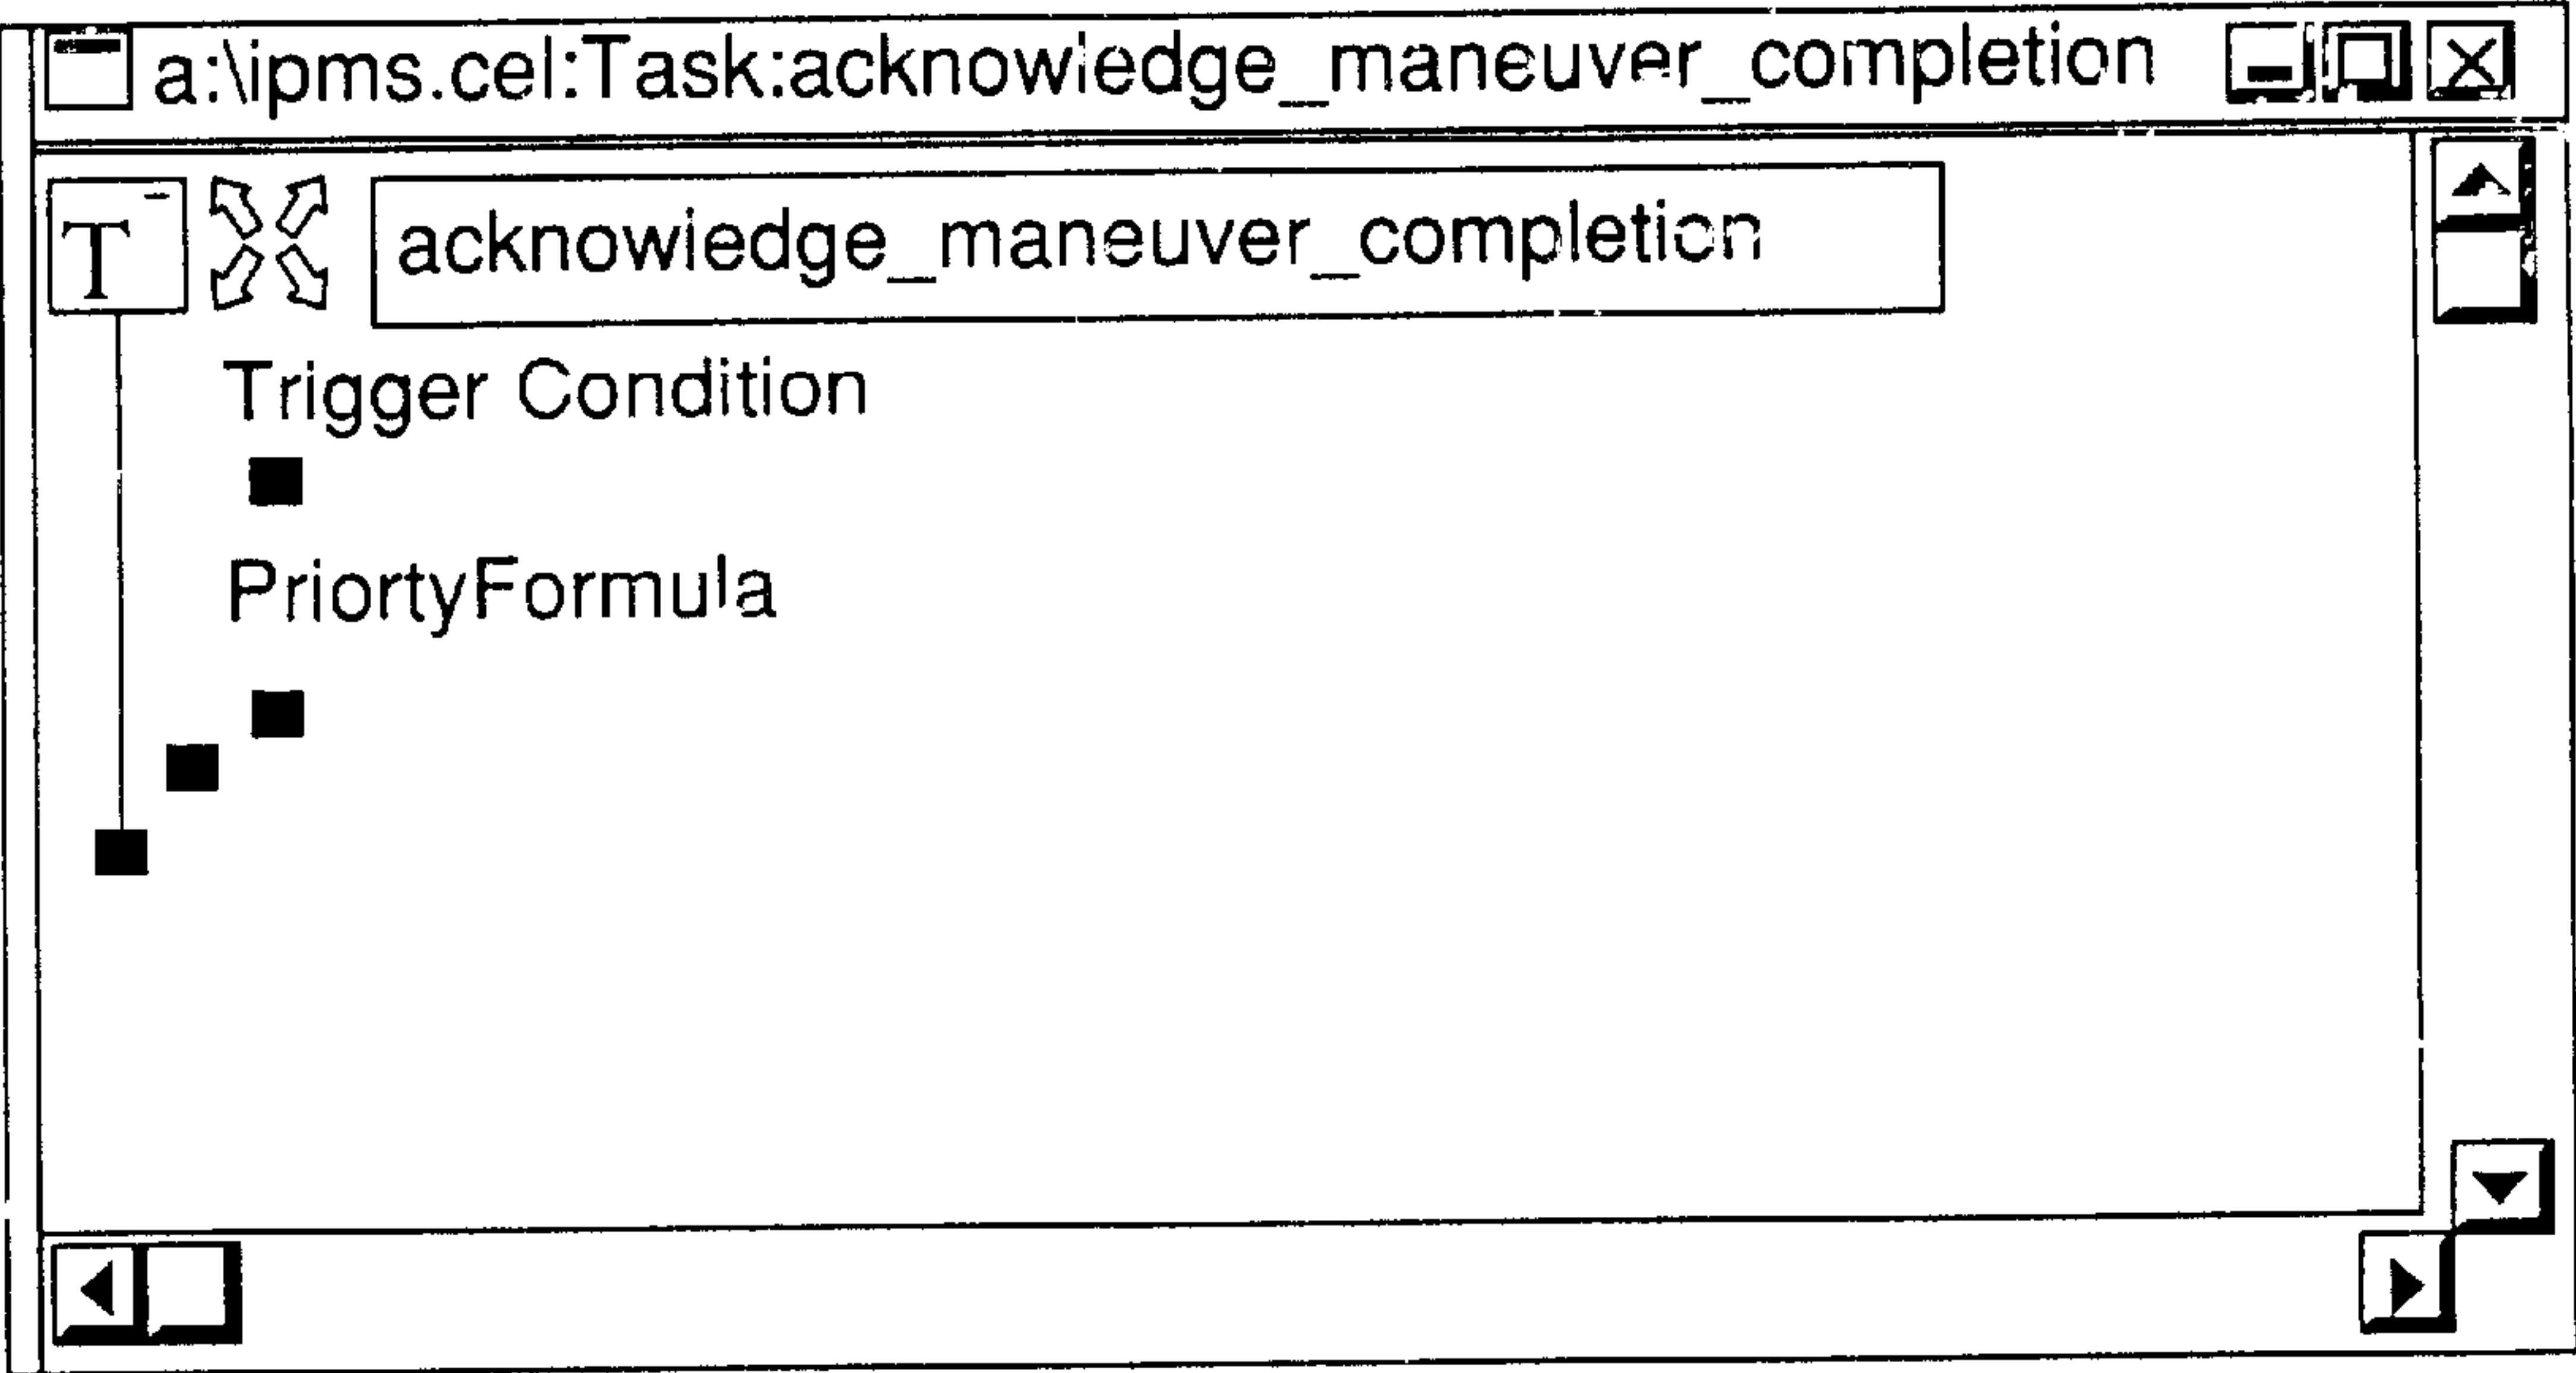 a:\ipms.cel:Task:acknowledge_maneuver_completion
T acknowledge_maneuver_completion
Trigger Condition
PriortyFormula